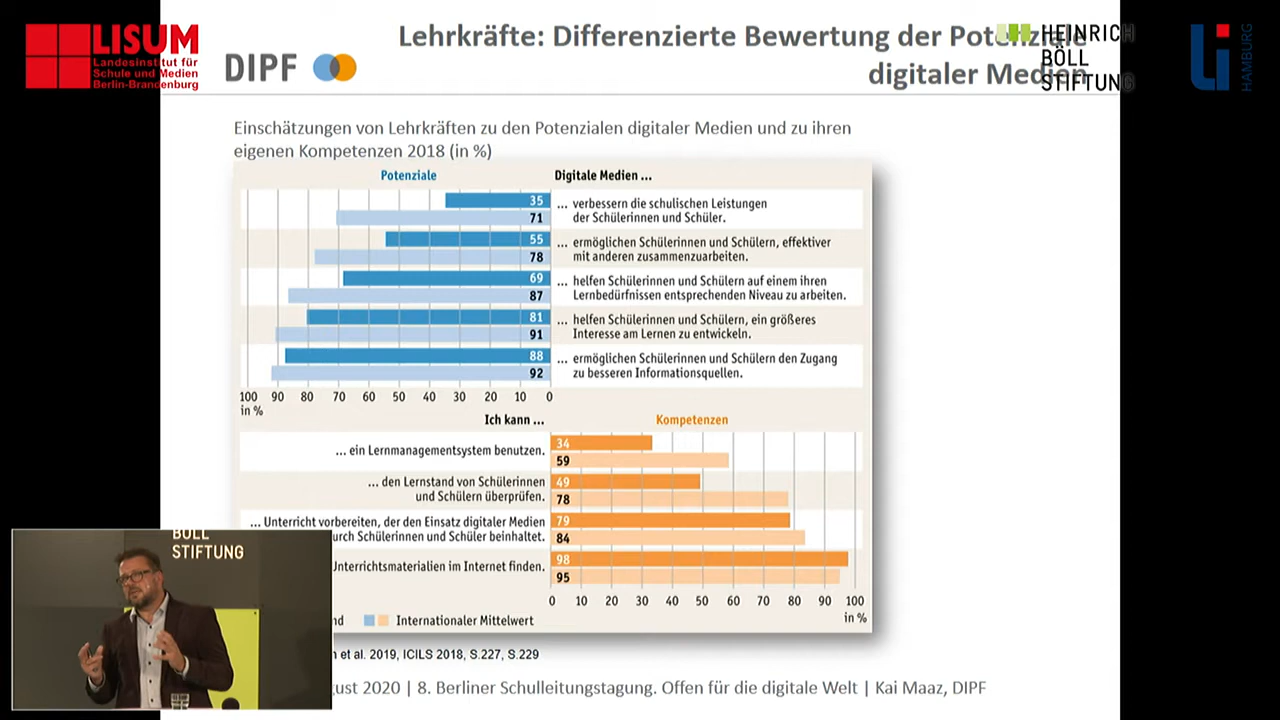 LISUM
Landesinstitut für
Schule und Medien
Berlin-Brandenburg
DIPF
Lehrkräfte: Differenzierte Bewertung der Potenziale
digitaler Medien
HEINRICH
BÖLL
STIFTUNG
HAMBURG
Einschätzungen von Lehrkräften zu den Potenzialen digitaler Medien und zu ihren
eigenen Kompetenzen 2018 (in %)
Potenziale
Digitale Medien ...
35
71
... verbessern die schulischen Leistungen
der Schülerinnen und Schüler.
55
78
... ermöglichen Schülerinnen und Schülern, effektiver
mit anderen zusammenzuarbeiten.
69
87
... helfen Schülerinnen und Schülern auf einem ihren
Lernbedürfnissen entsprechenden Niveau zu arbeiten.
81
91
... helfen Schülerinnen und Schülern, ein größeres
Interesse am Lernen zu entwickeln.
88
92
... ermöglichen Schülerinnen und Schülern den Zugang
zu besseren Informationsquellen.
100 90 80 70 60 50 40 30 20 10 0
in %
Ich kann ...
Kompetenzen
... ein Lernmanagementsystem benutzen.
34
59
... den Lernstand von Schülerinnen
und Schülern überprüfen.
49
78
... Unterricht vorbereiten, der den Einsatz digitaler Medien
urch Schülerinnen und Schüler beinhaltet.
79
84
Unterrichtsmaterialien im Internet finden.
98
95
0 10 20 30 40 50 60 70 80 90 100
in %
nd
Internationaler Mittelwert
n et al. 2019, ICILS 2018, S.227, S.229
gust 2020 | 8. Berliner Schulleitungstagung. Offen für die digitale Welt | Kai Maaz, DIPF
BÖLL
STIFTUNG